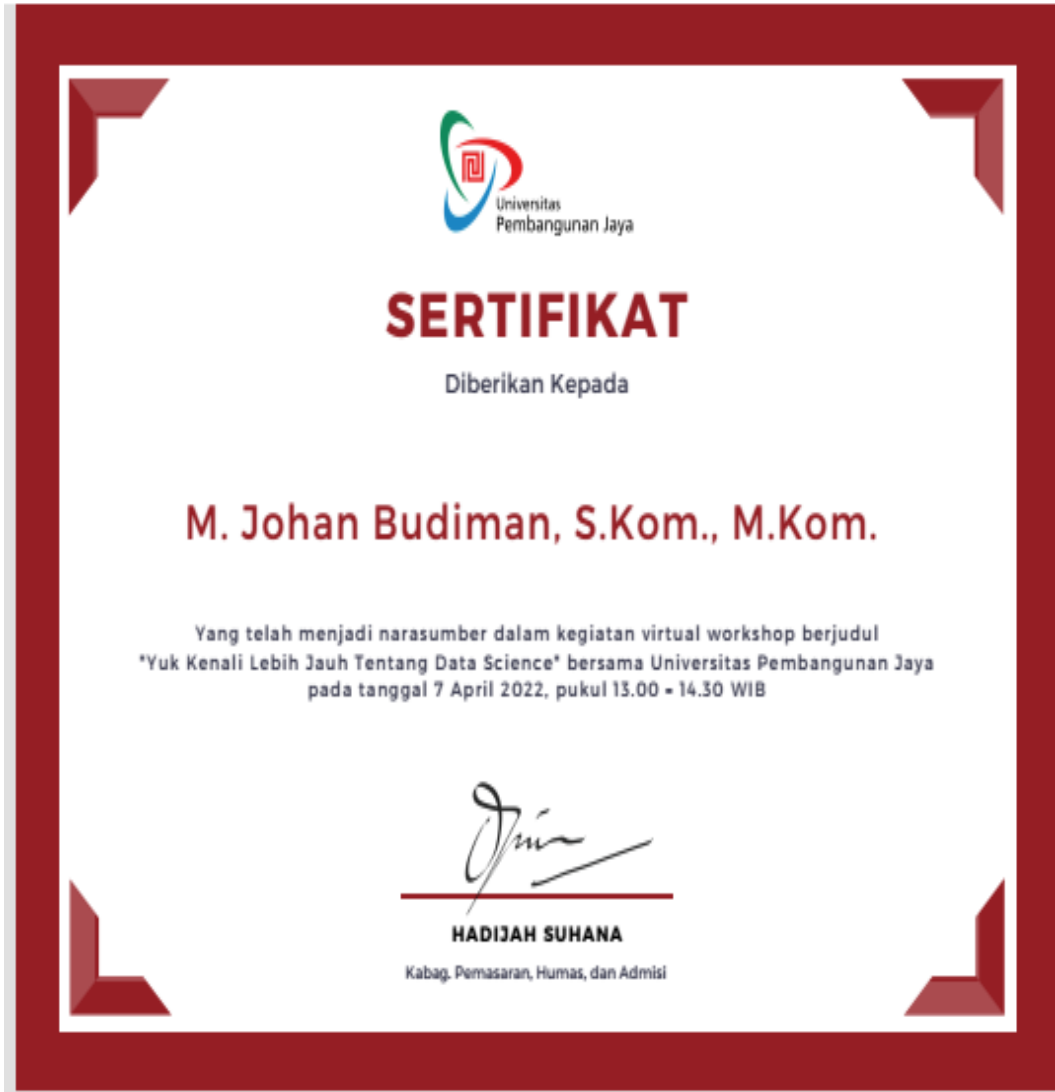 Universitas
Pembangunan Jaya
SERTIFIKAT
Diberikan Kepada
M. Johan Budiman, S.Kom., M.Kom.
Yang telah menjadi narasumber dalam kegiatan virtual workshop berjudul
"Yuk Kenali Lebih Jauh Tentang Data Science" bersama Universitas Pembangunan Jaya
pada tanggal 7 April 2022, pukul 13.00 - 14.30 WIB
HADIJAH SUHANA
Kabag. Pemasaran, Humas, dan Admisi